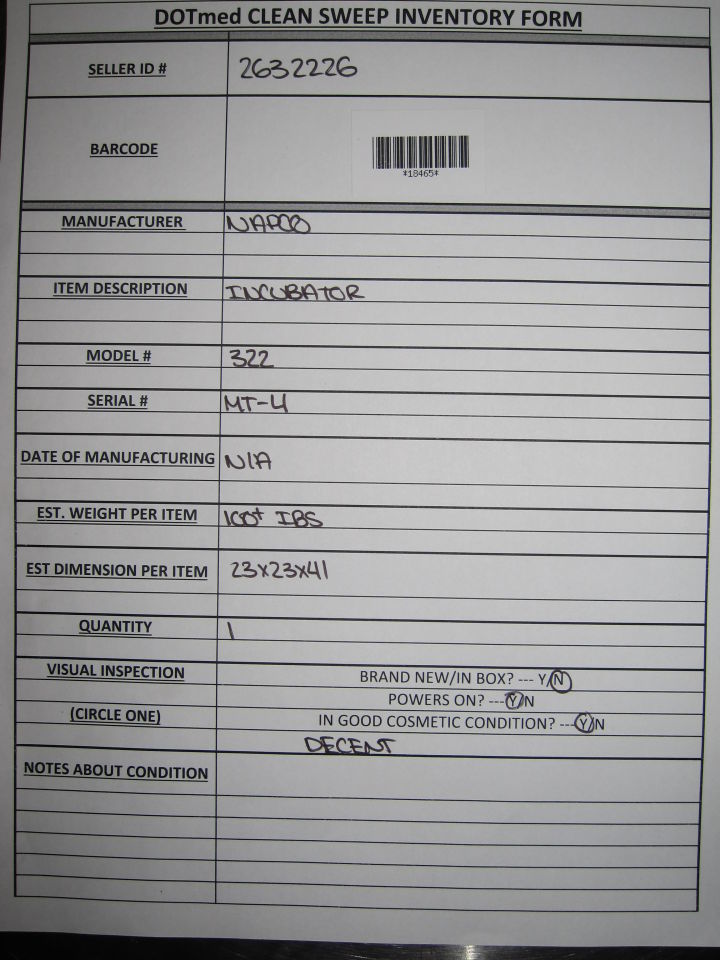 DOTmed CLEAN SWEEP INVENTORY FORM
SELLER ID # 2632226
BARCODE
*18465*
MANUFACTURER NAPCO
ITEM DESCRIPTION INCUBATOR
MODEL # 322
SERIAL # MT-4
DATE OF MANUFACTURING N/A
EST. WEIGHT PER ITEM 100+ IBS
EST DIMENSION PER ITEM 23X23X41
QUANTITY 1
VISUAL INSPECTION BRAND NEW/IN BOX? --- Y/N
POWERS ON? ---Y/N
(CIRCLE ONE) IN GOOD COSMETIC CONDITION? ---Y/N
DECENT
NOTES ABOUT CONDITION